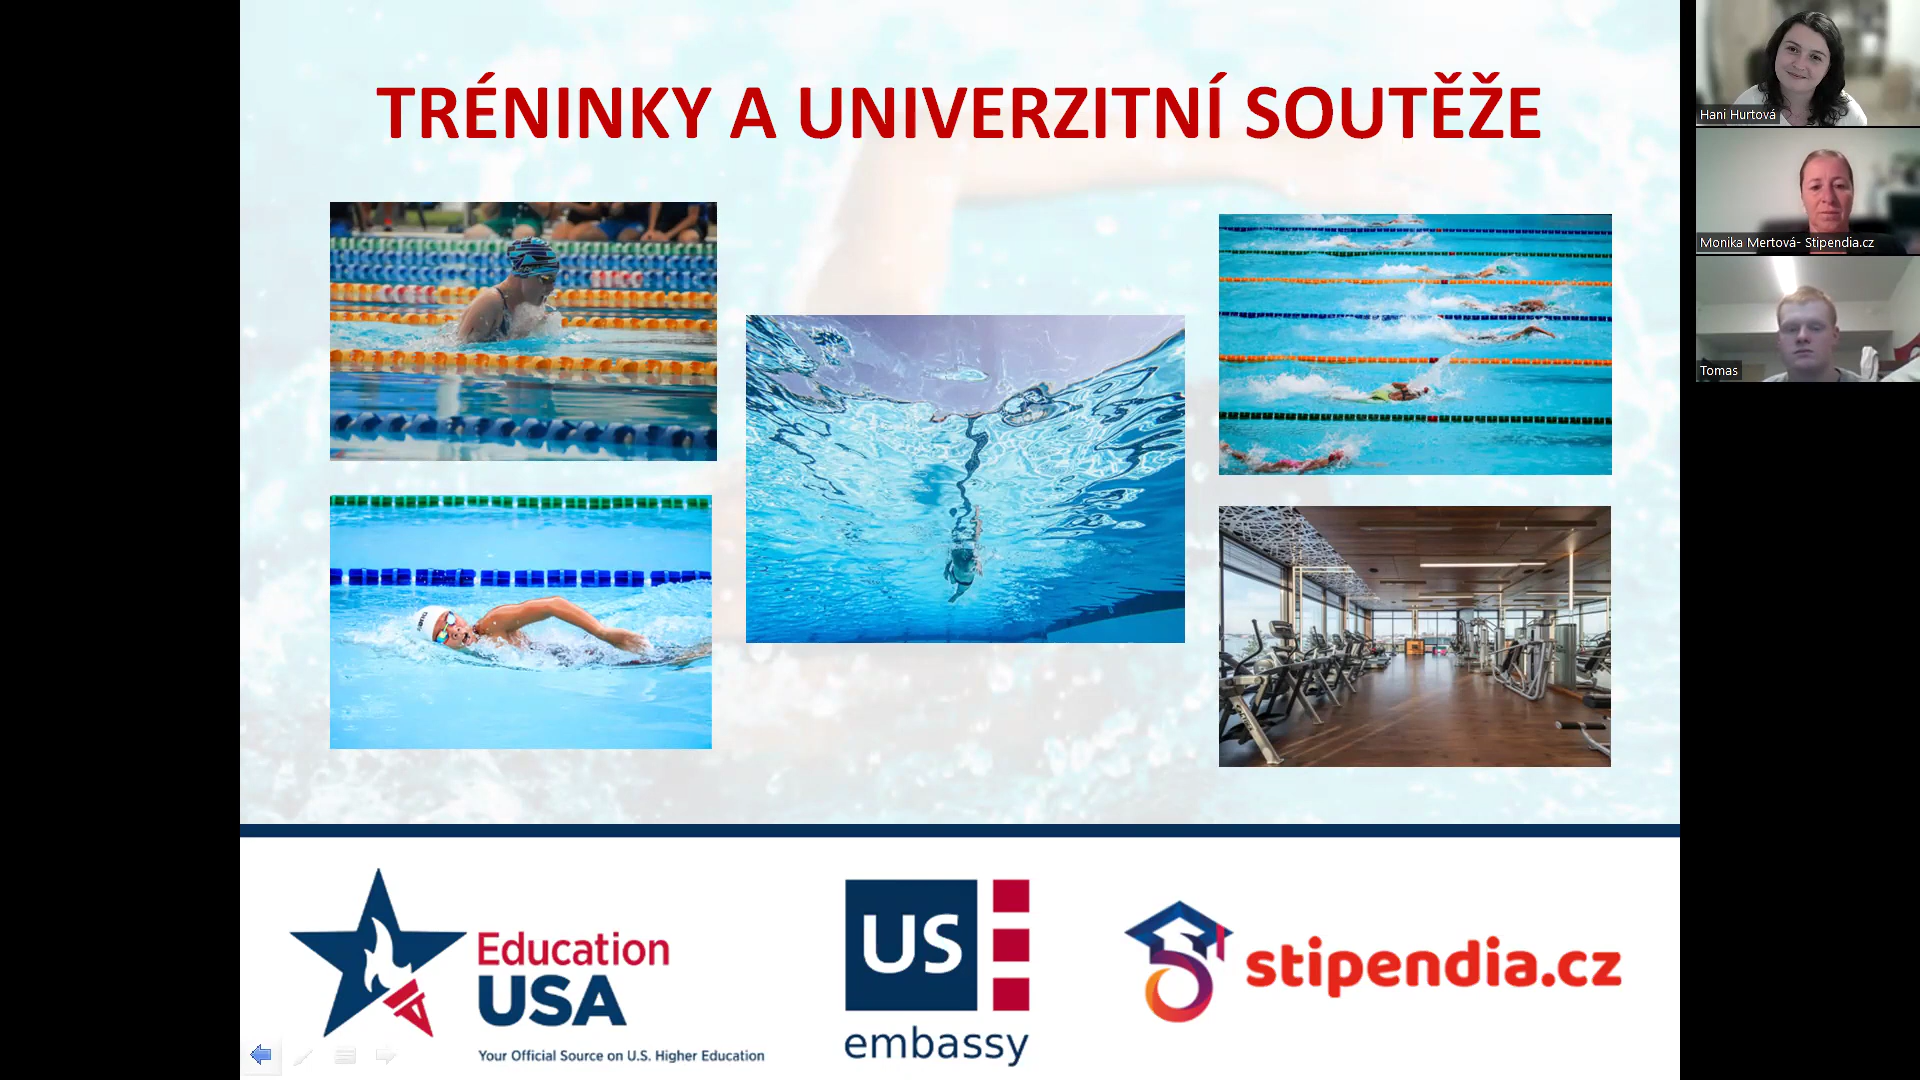 TRÉNINKY A UNIVERZITNÍ SOUTĚŽE
Hani Hurtová
Monika Mertová- Stipendia.cz
Tomas
Education
USA
Your Official Source on U.S. Higher Education
US
embassy
stipendia.cz